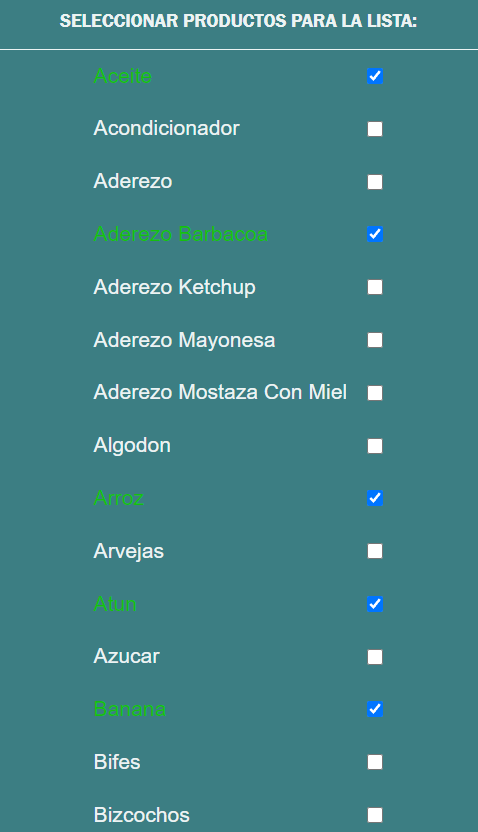 SELECCIONAR PRODUCTOS PARA LA LISTA:
Aceite
Acondicionador
Aderezo
Aderezo Barbacoa
Aderezo Ketchup
Aderezo Mayonesa
Aderezo Mostaza Con Miel
Algodon
Arroz
Arvejas
Atun
Azucar
Banana
Bifes
Bizcochos